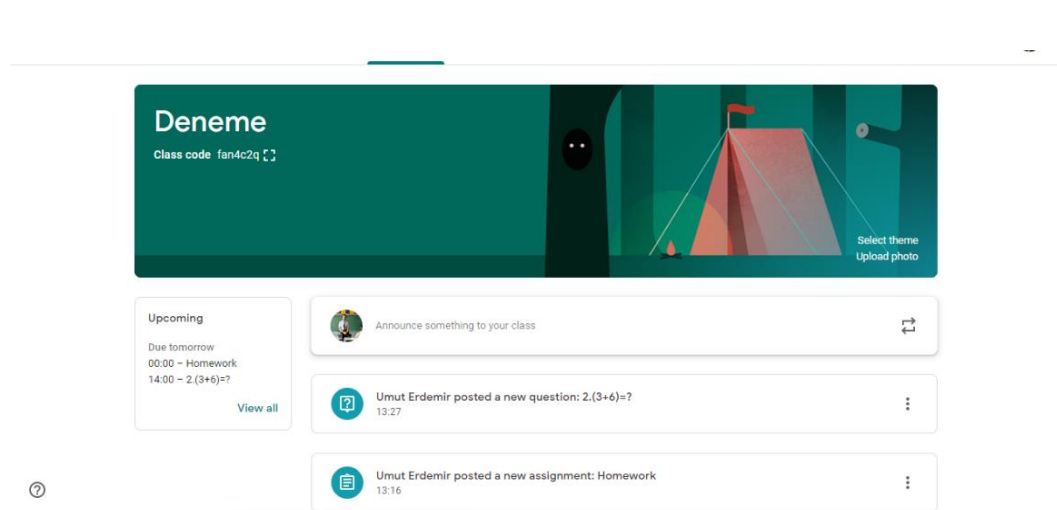 Deneme
Class code fan4c2q
Select theme
Upload photo
Upcoming
Due tomorrow
00:00 – Homework
14:00 – 2.(3+6)=?
View all
Announce something to your class
Umut Erdemir posted a new question: 2.(3+6)=?
13:27
Umut Erdemir posted a new assignment: Homework
13:16